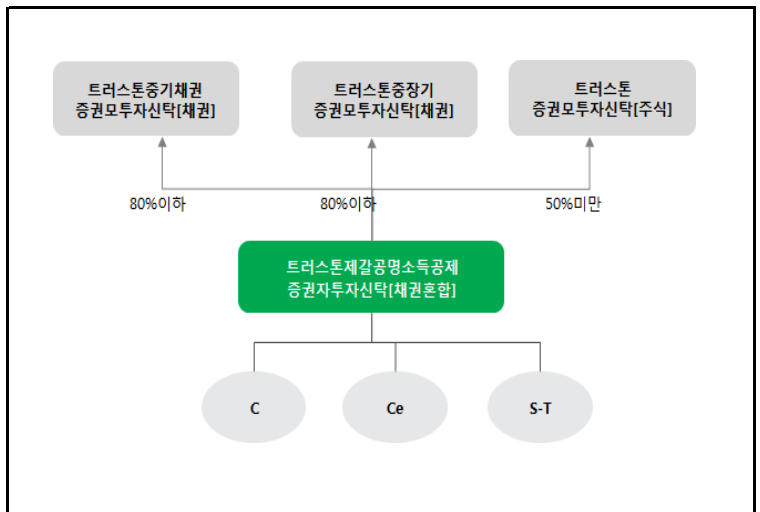 트러스톤중기채권
증권모투자신탁[채권]
트러스톤중장기
증권모투자신탁[채권]
트러스톤
증권모투자신탁[주식]
80%이하
80%이하
50%미만
트러스톤제갈공명소득공제
증권자투자신탁[채권혼합]
C
Ce
S-T